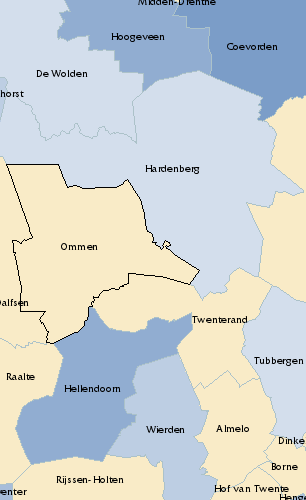 Midden-Drenthe
Hoogeveen
Coevorden
De Wolden
horst
Hardenberg
Ommen
alfsen
Twenterand
Tubbergen
Raalte
Hellendoorn
Wierden
Almelo
Dinke
Borne
Rijssen-Holten
Hof van Twente
enter
Henge